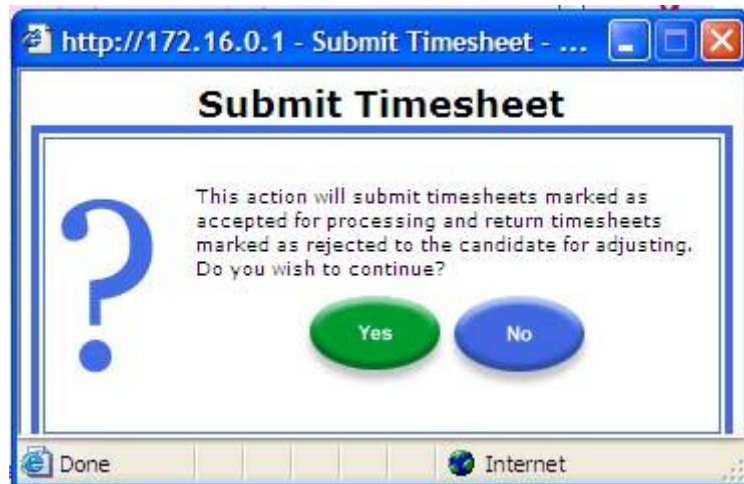 http://172.16.0.1 - Submit Timesheet - ...
Submit Timesheet
?
This action will submit timesheets marked as
accepted for processing and return timesheets
marked as rejected to the candidate for adjusting.
Do you wish to continue?
Yes No
Done Internet